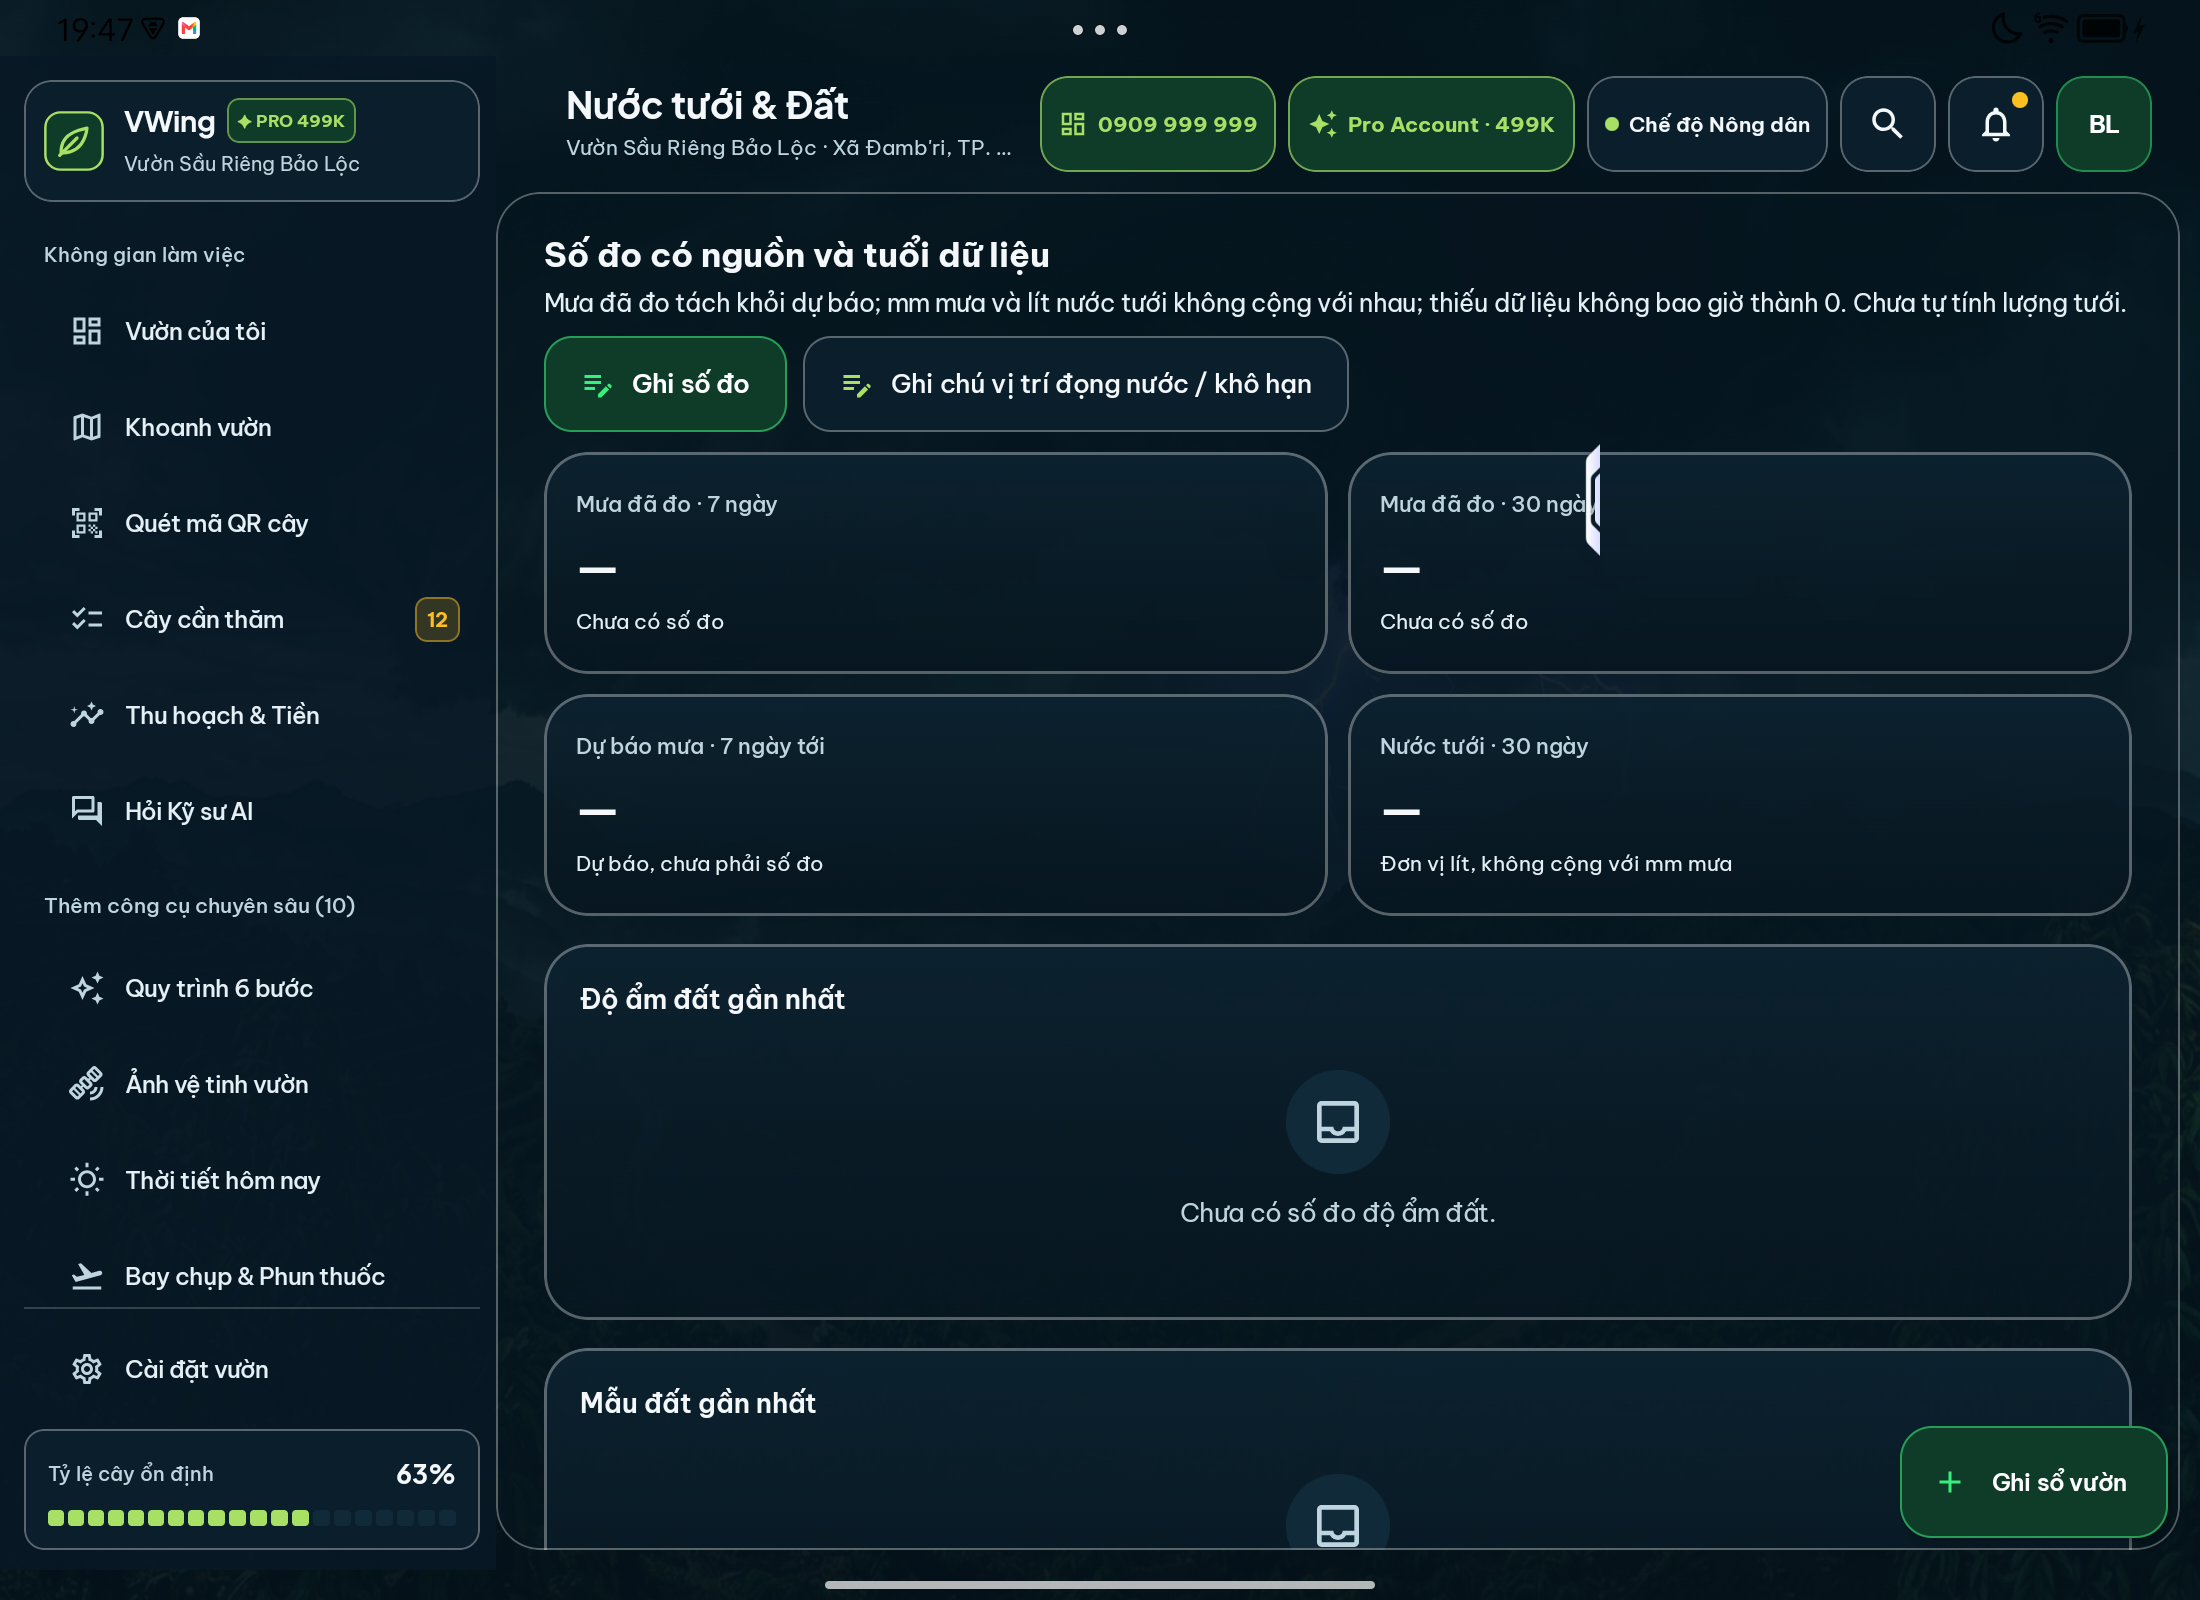 19:47
VWing
PRO 499K
Vườn Sầu Riêng Bảo Lộc
Không gian làm việc
Vườn của tôi
Khoanh vườn
Quét mã QR cây
Cây cần thăm
12
Thu hoạch & Tiền
Hỏi Kỹ sư AI
Thêm công cụ chuyên sâu (10)
Quy trình 6 bước
Ảnh vệ tinh vườn
Thời tiết hôm nay
Bay chụp & Phun thuốc
Cài đặt vườn
Tỷ lệ cây ổn định
63%
Nước tưới & Đất
Vườn Sầu Riêng Bảo Lộc · Xã Đamb'ri, TP. ...
0909 999 999
Pro Account · 499K
Chế độ Nông dân
BL
Số đo có nguồn và tuổi dữ liệu
Mưa đã đo tách khỏi dự báo; mm mưa và lít nước tưới không cộng với nhau; thiếu dữ liệu không bao giờ thành 0. Chưa tự tính lượng tưới.
Ghi số đo
Ghi chú vị trí đọng nước / khô hạn
Mưa đã đo · 7 ngày
—
Chưa có số đo
Mưa đã đo · 30 ngày
—
Chưa có số đo
Dự báo mưa · 7 ngày tới
—
Dự báo, chưa phải số đo
Nước tưới · 30 ngày
—
Đơn vị lít, không cộng với mm mưa
Độ ẩm đất gần nhất
Chưa có số đo độ ẩm đất.
Mẫu đất gần nhất
Ghi sổ vườn